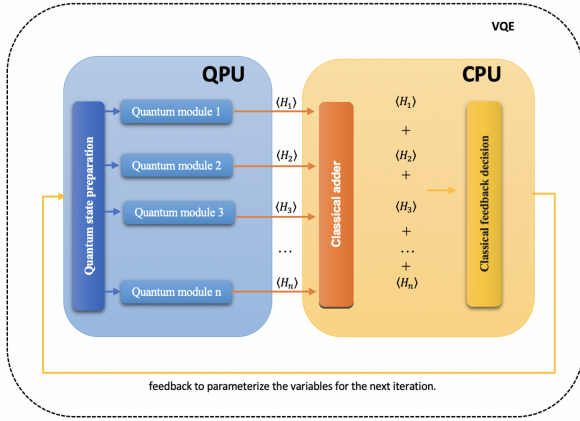 VQE
QPU
CPU
Quantum state preparation
Quantum module 1
Quantum module 2
Quantum module 3
Quantum module n
⟨H₁⟩
⟨H₂⟩
⟨H₃⟩
...
⟨Hₙ⟩
Classical adder
⟨H₁⟩
+
⟨H₂⟩
+
⟨H₃⟩
+
...
+
⟨Hₙ⟩
Classical feedback decision
feedback to parameterize the variables for the next iteration.